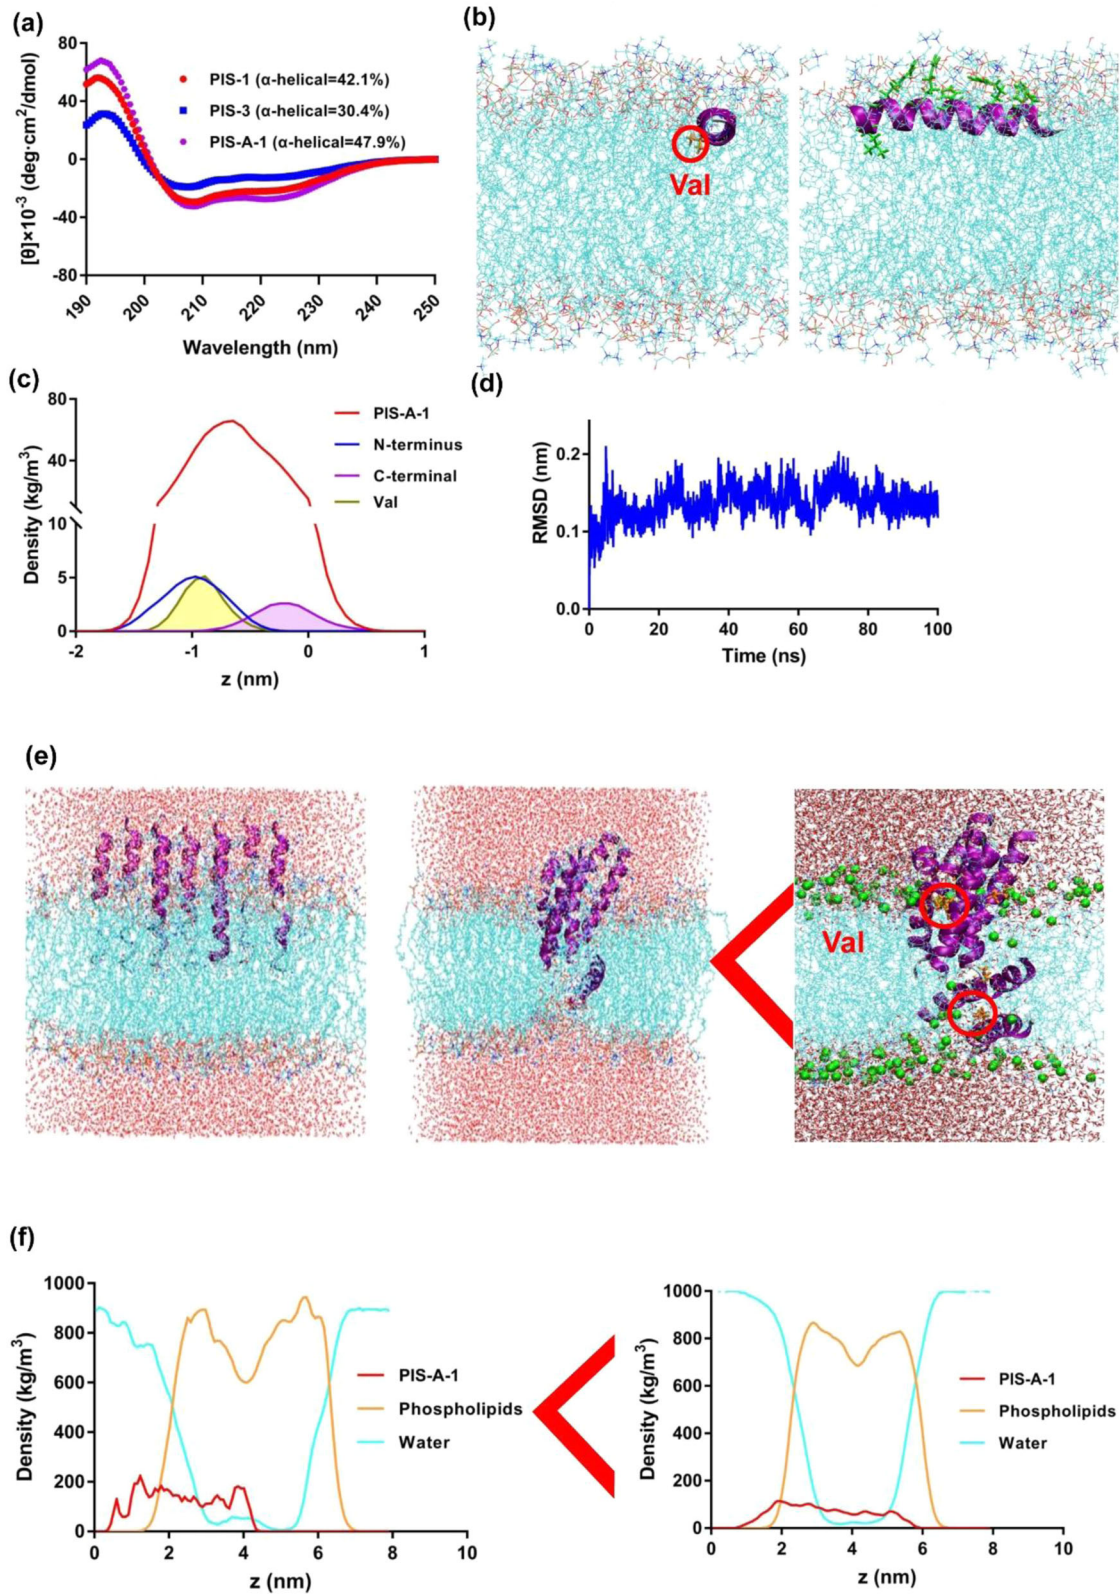 (a)
80
40
0
-40
-80
[θ]×10⁻³ (deg·cm²/dmol)
PIS-1 (α-helical=42.1%)
PIS-3 (α-helical=30.4%)
PIS-A-1 (α-helical=47.9%)
190
200
210
220
230
240
250
Wavelength (nm)
(b)
Val
(c)
80
40
10
5
0
Density (kg/m³)
PIS-A-1
N-terminus
C-terminal
Val
-2
-1
0
1
z (nm)
(d)
0.2
0.1
0.0
RMSD (nm)
0
20
40
60
80
100
Time (ns)
(e)
Val
(f)
1000
800
600
400
200
0
Density (kg/m³)
PIS-A-1
Phospholipids
Water
0
2
4
6
8
10
z (nm)
1000
800
600
400
200
0
Density (kg/m³)
PIS-A-1
Phospholipids
Water
0
2
4
6
8
10
z (nm)